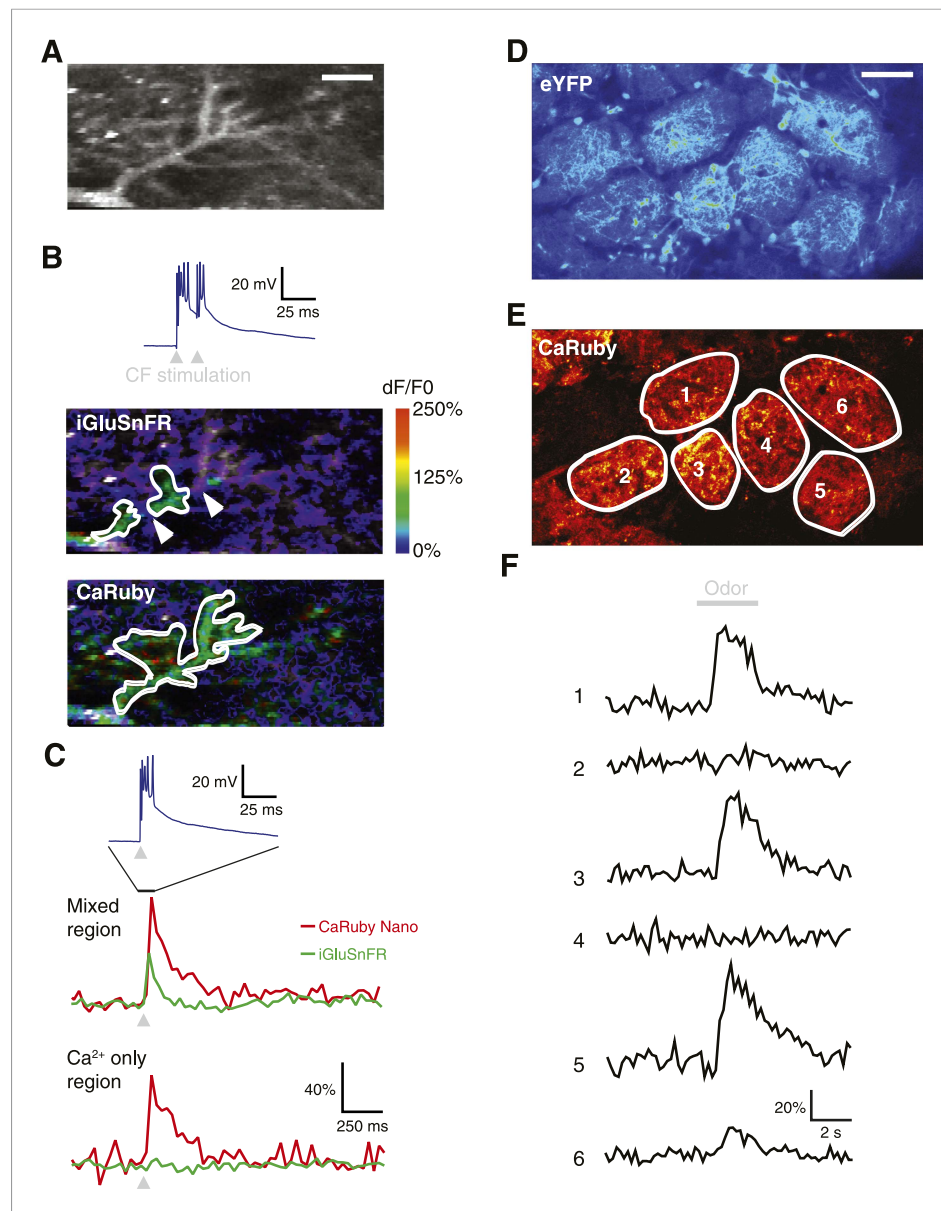 A
B
20 mV
25 ms
CF stimulation
dF/F0
iGluSnFR
250%
125%
0%
CaRuby
C
20 mV
25 ms
Mixed
region
CaRuby Nano
iGluSnFR
Ca²⁺ only
region
40%
250 ms
D
eYFP
E
CaRuby
1
6
4
2
3
5
F
Odor
1
2
3
4
5
20%
2 s
6